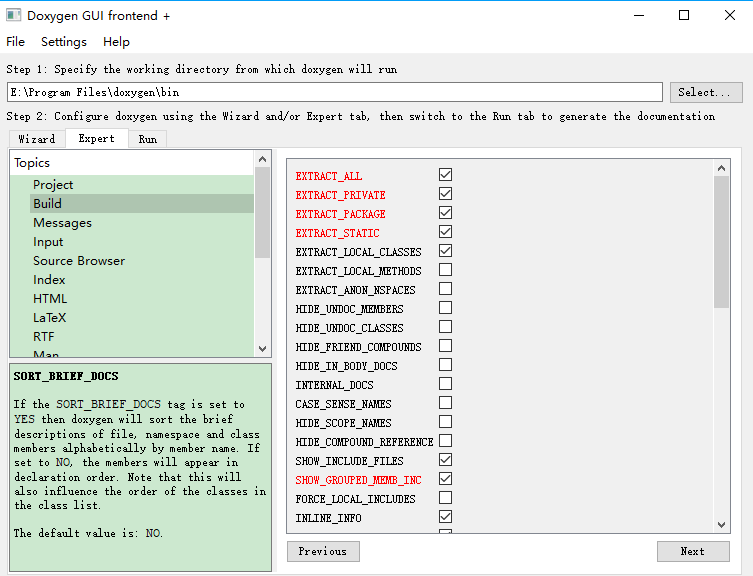 Doxygen GUI frontend +
File Settings Help
Step 1: Specify the working directory from which doxygen will run
E:\Program Files\doxygen\bin
Select...
Step 2: Configure doxygen using the Wizard and/or Expert tab, then switch to the Run tab to generate the documentation
Wizard Expert Run
Topics
Project
Build
Messages
Input
Source Browser
Index
HTML
LaTeX
RTF
Man
SORT_BRIEF_DOCS
If the SORT_BRIEF_DOCS tag is set to
YES then doxygen will sort the brief
descriptions of file, namespace and class
members alphabetically by member name. If
set to NO, the members will appear in
declaration order. Note that this will
also influence the order of the classes in
the class list.
The default value is: NO.
EXTRACT_ALL
EXTRACT_PRIVATE
EXTRACT_PACKAGE
EXTRACT_STATIC
EXTRACT_LOCAL_CLASSES
EXTRACT_LOCAL_METHODS
EXTRACT_ANON_NSPACES
HIDE_UNDOC_MEMBERS
HIDE_UNDOC_CLASSES
HIDE_FRIEND_COMPOUNDS
HIDE_IN_BODY_DOCS
INTERNAL_DOCS
CASE_SENSE_NAMES
HIDE_SCOPE_NAMES
HIDE_COMPOUND_REFERENCE
SHOW_INCLUDE_FILES
SHOW_GROUPED_MEMB_INC
FORCE_LOCAL_INCLUDES
INLINE_INFO
Previous
Next